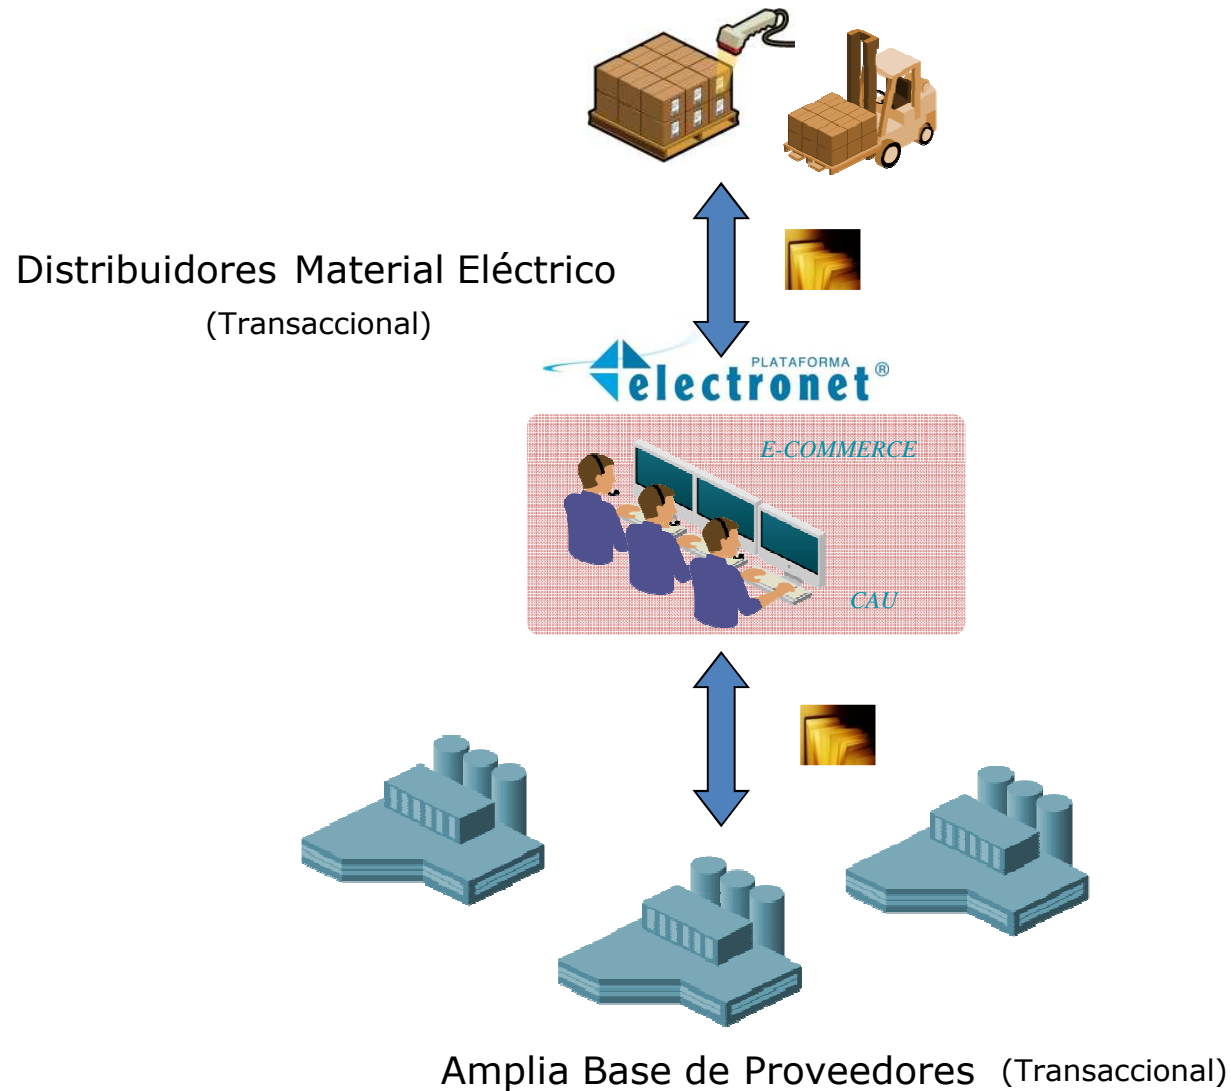 Distribuidores Material Eléctrico
(Transaccional)
PLATAFORMA
electronet®
E-COMMERCE
CAU
Amplia Base de Proveedores (Transaccional)